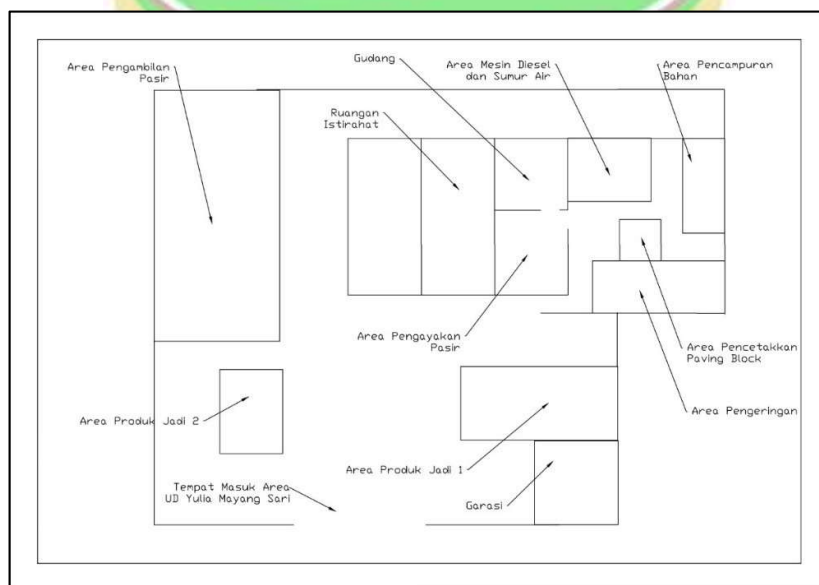 Gudang
Area Pengambilan
Pasir
Area Mesin Diesel
dan Sumur Air
Area Pencampuran
Bahan
Ruangan
Istirahat
Area Pengayakan
Pasir
Area Pencetakkan
Paving Block
Area Pengeringan
Area Produk Jadi 2
Area Produk Jadi 1
Tempat Masuk Area
UD Yulia Mayang Sari
Garasi